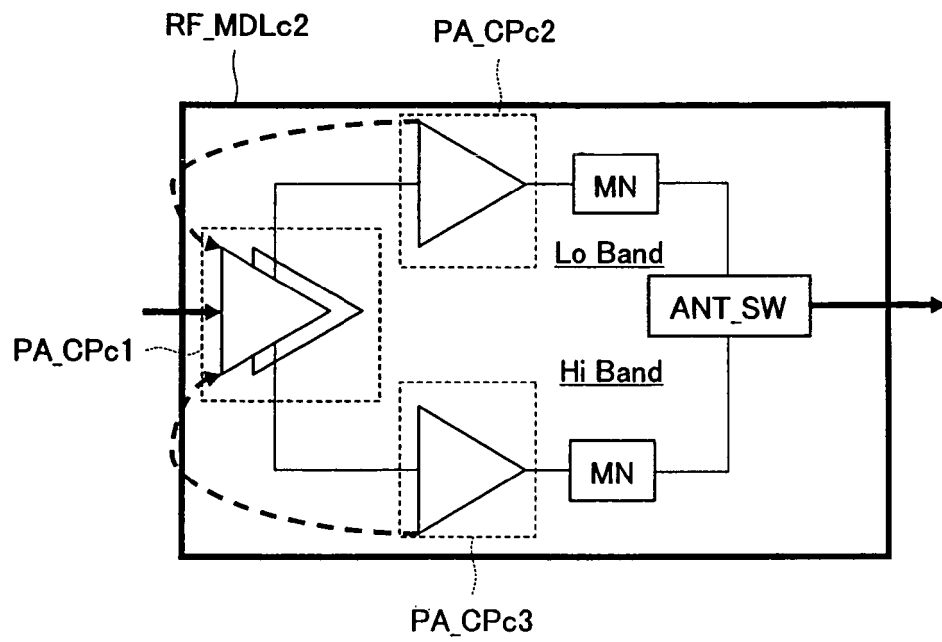 RF_MDLc2
PA_CPc2
MN
Lo Band
ANT_SW
PA_CPc1
Hi Band
MN
PA_CPc3